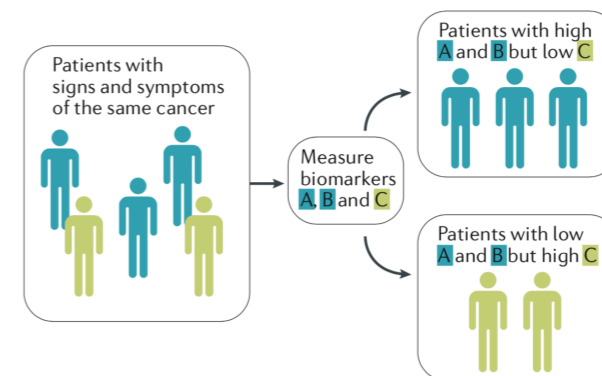 Patients with
signs and symptoms
of the same cancer
Measure
biomarkers
A, B and C
Patients with high
A and B but low C
Patients with low
A and B but high C